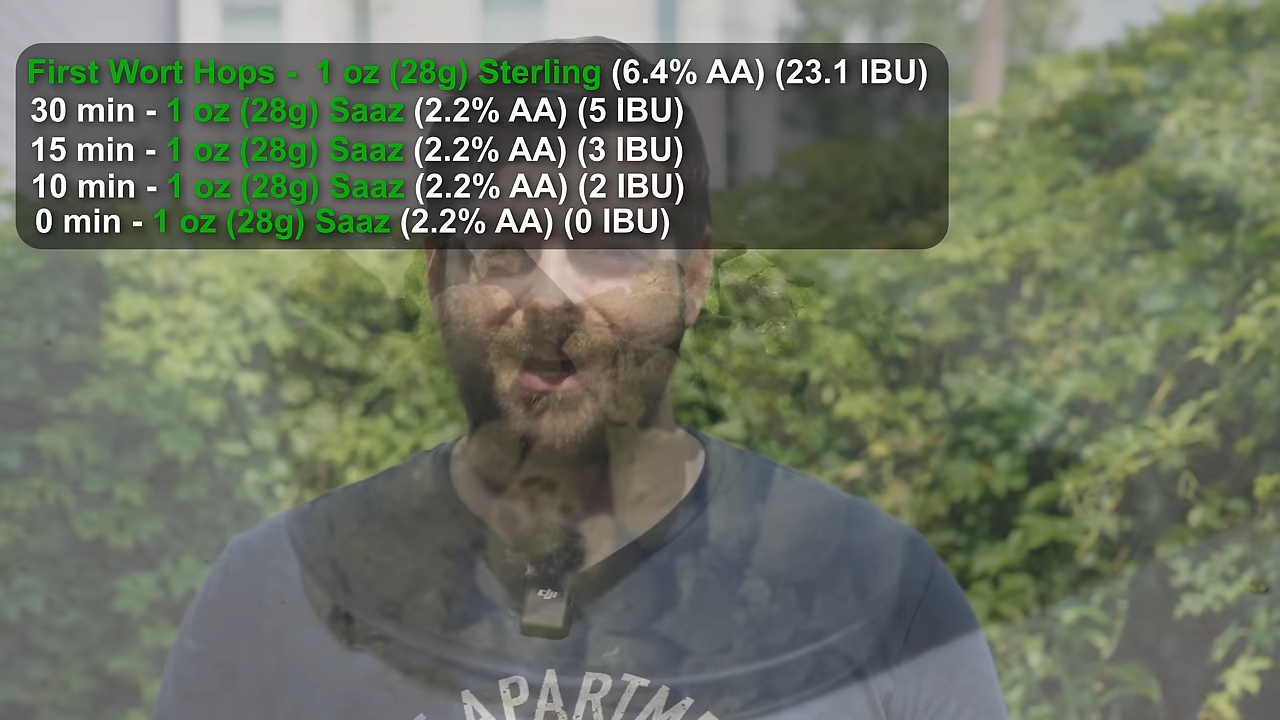 First Wort Hops - 1 oz (28g) Sterling (6.4% AA) (23.1 IBU)
30 min - 1 oz (28g) Saaz (2.2% AA) (5 IBU)
15 min - 1 oz (28g) Saaz (2.2% AA) (3 IBU)
10 min - 1 oz (28g) Saaz (2.2% AA) (2 IBU)
0 min - 1 oz (28g) Saaz (2.2% AA) (0 IBU)
dji